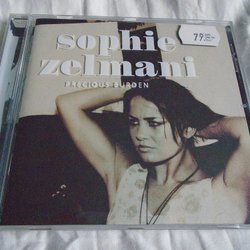 sophie
zelmani
PRECIOUS BURDEN
79